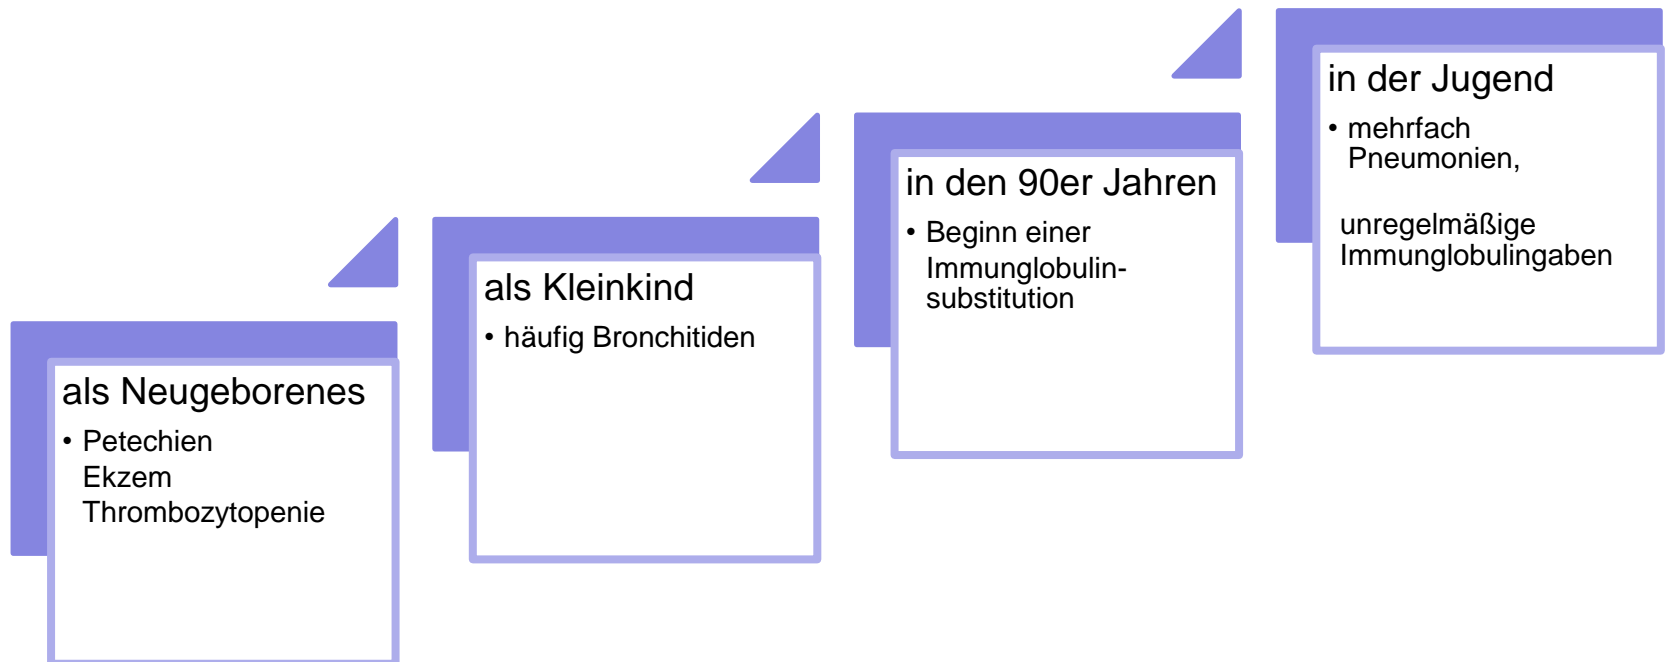 als Neugeborenes
• Petechien
Ekzem
Thrombozytopenie
als Kleinkind
• häufig Bronchitiden
in den 90er Jahren
• Beginn einer
Immunglobulin-
substitution
in der Jugend
• mehrfach
Pneumonien,
unregelmäßige
Immunglobulingaben